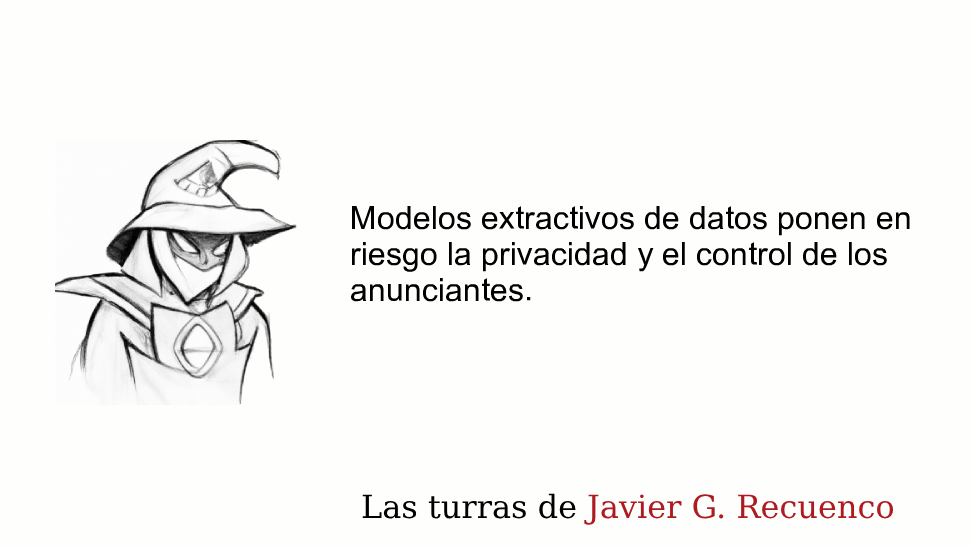 Modelos extractivos de datos ponen en
riesgo la privacidad y el control de los
anunciantes.
Las turras de Javier G. Recuenco